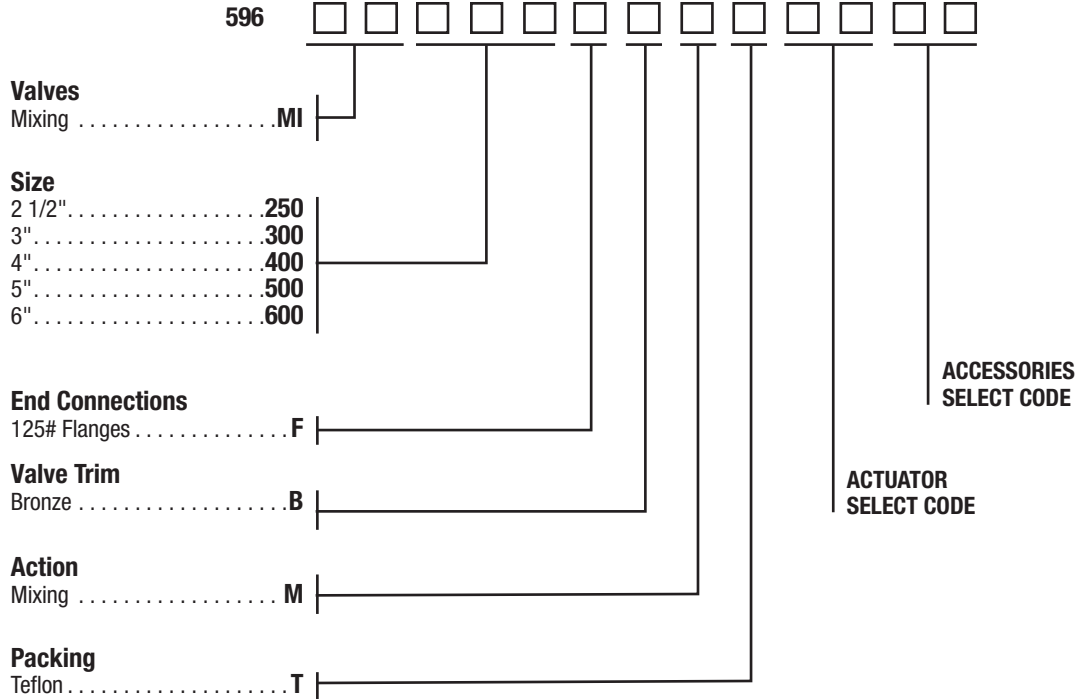 596
Valves
Mixing . . . . . . . . . . . . . . . . . . MI
Size
2 1/2". . . . . . . . . . . . . . . . . . 250
3". . . . . . . . . . . . . . . . . . . . . 300
4". . . . . . . . . . . . . . . . . . . . . 400
5". . . . . . . . . . . . . . . . . . . . . 500
6". . . . . . . . . . . . . . . . . . . . . 600
ACCESSORIES
SELECT CODE
End Connections
125# Flanges . . . . . . . . . . . . . . F
Valve Trim
Bronze . . . . . . . . . . . . . . . . . . . B
ACTUATOR
SELECT CODE
Action
Mixing . . . . . . . . . . . . . . . . . . M
Packing
Teflon . . . . . . . . . . . . . . . . . . . . T